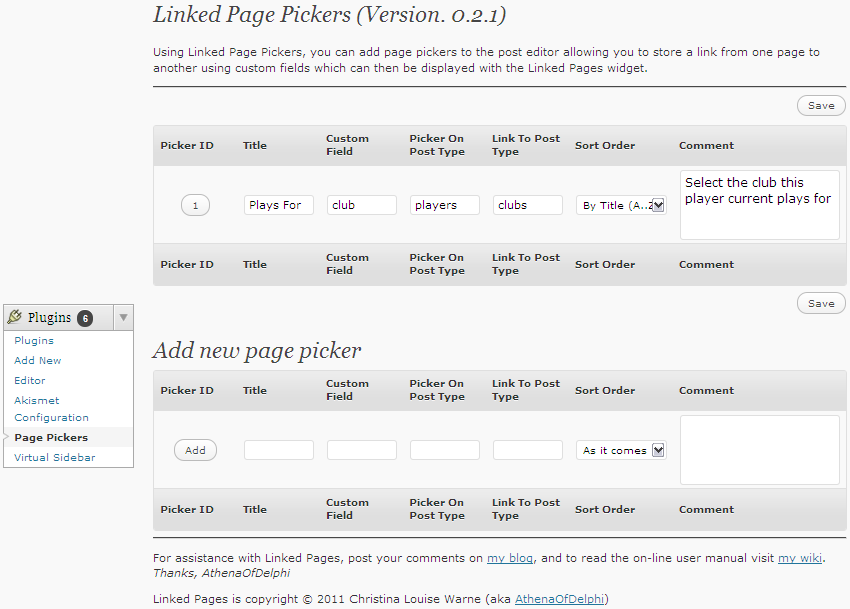 Linked Page Pickers (Version. 0.2.1)
Using Linked Page Pickers, you can add page pickers to the post editor allowing you to store a link from one page to
another using custom fields which can then be displayed with the Linked Pages widget.
Save
Picker ID Title Custom Field Picker On Post Type Link To Post Type Sort Order Comment
1 Plays For club players clubs By Title (A..Z Select the club this
player current plays for
Picker ID Title Custom Field Picker On Post Type Link To Post Type Sort Order Comment
Save
Plugins 6
Plugins
Add New
Editor
Akismet
Configuration
Page Pickers
Virtual Sidebar
Add new page picker
Picker ID Title Custom Field Picker On Post Type Link To Post Type Sort Order Comment
Add As it comes
Picker ID Title Custom Field Picker On Post Type Link To Post Type Sort Order Comment
For assistance with Linked Pages, post your comments on my blog, and to read the on-line user manual visit my wiki.
Thanks, AthenaOfDelphi
Linked Pages is copyright © 2011 Christina Louise Warne (aka AthenaOfDelphi)